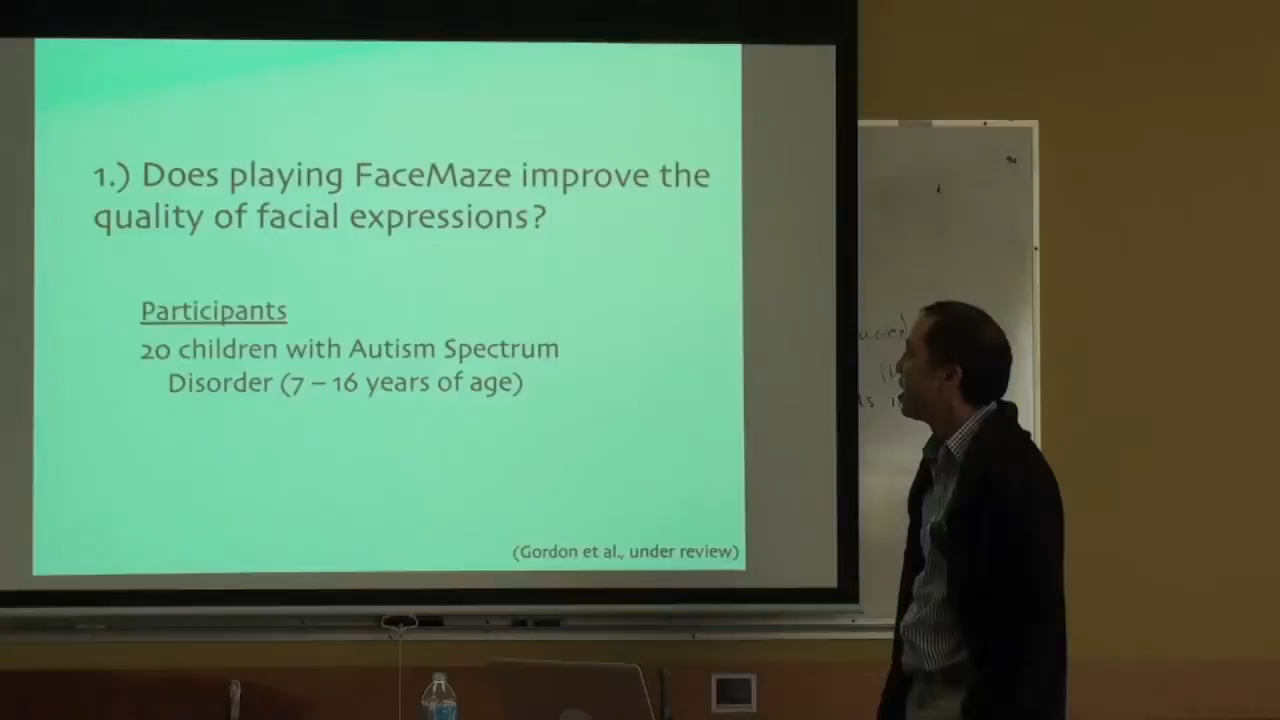 1.) Does playing FaceMaze improve the
quality of facial expressions?
Participants
20 children with Autism Spectrum
Disorder (7 – 16 years of age)
(Gordon et al., under review)